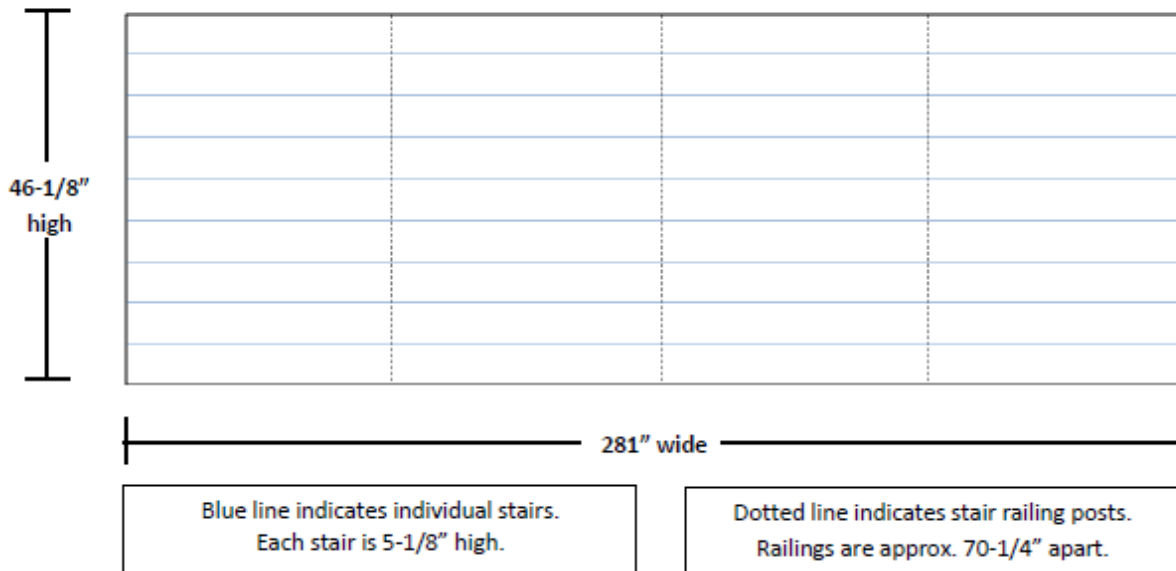 46-1/8”
high
281” wide
Blue line indicates individual stairs.
Each stair is 5-1/8” high.
Dotted line indicates stair railing posts.
Railings are approx. 70-1/4” apart.